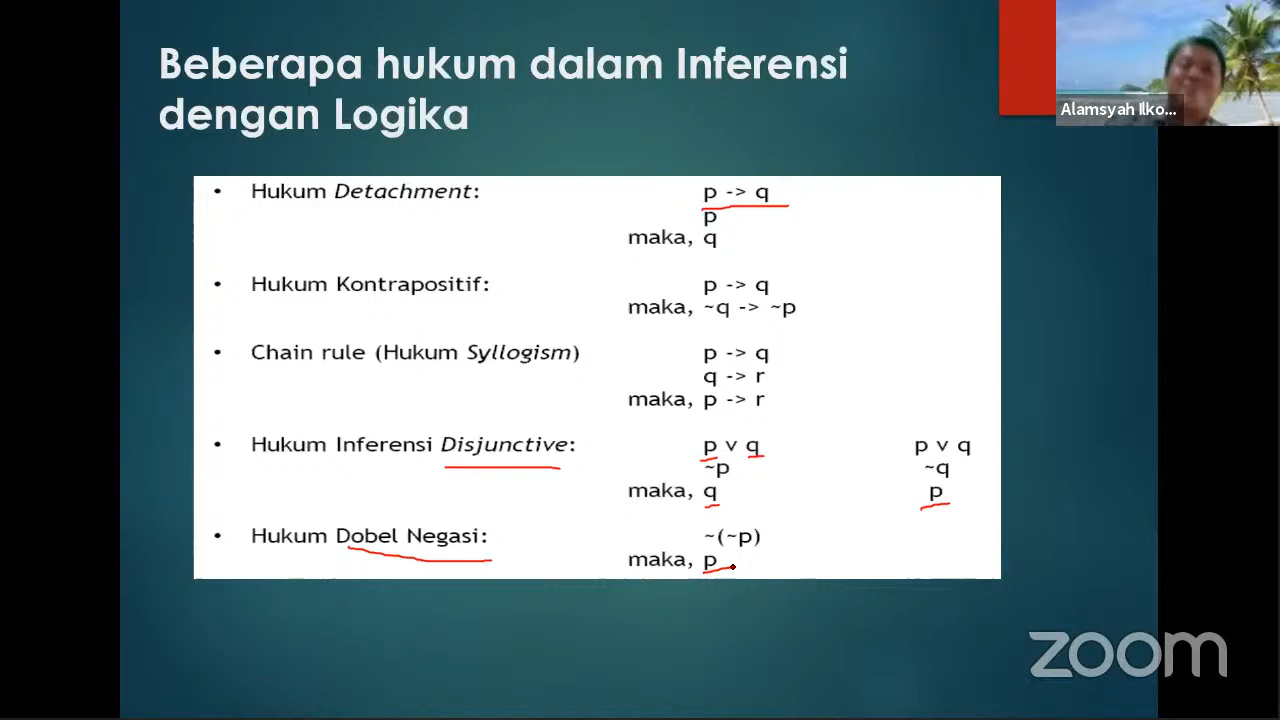 Beberapa hukum dalam Inferensi
dengan Logika
Alamsyah Ilko...
• Hukum Detachment: p -> q
p
maka, q
• Hukum Kontrapositif: p -> q
maka, ~q -> ~p
• Chain rule (Hukum Syllogism) p -> q
q -> r
maka, p -> r
• Hukum Inferensi Disjunctive: p v q p v q
~p ~q
maka, q p
• Hukum Dobel Negasi: ~(~p)
maka, p
zoom